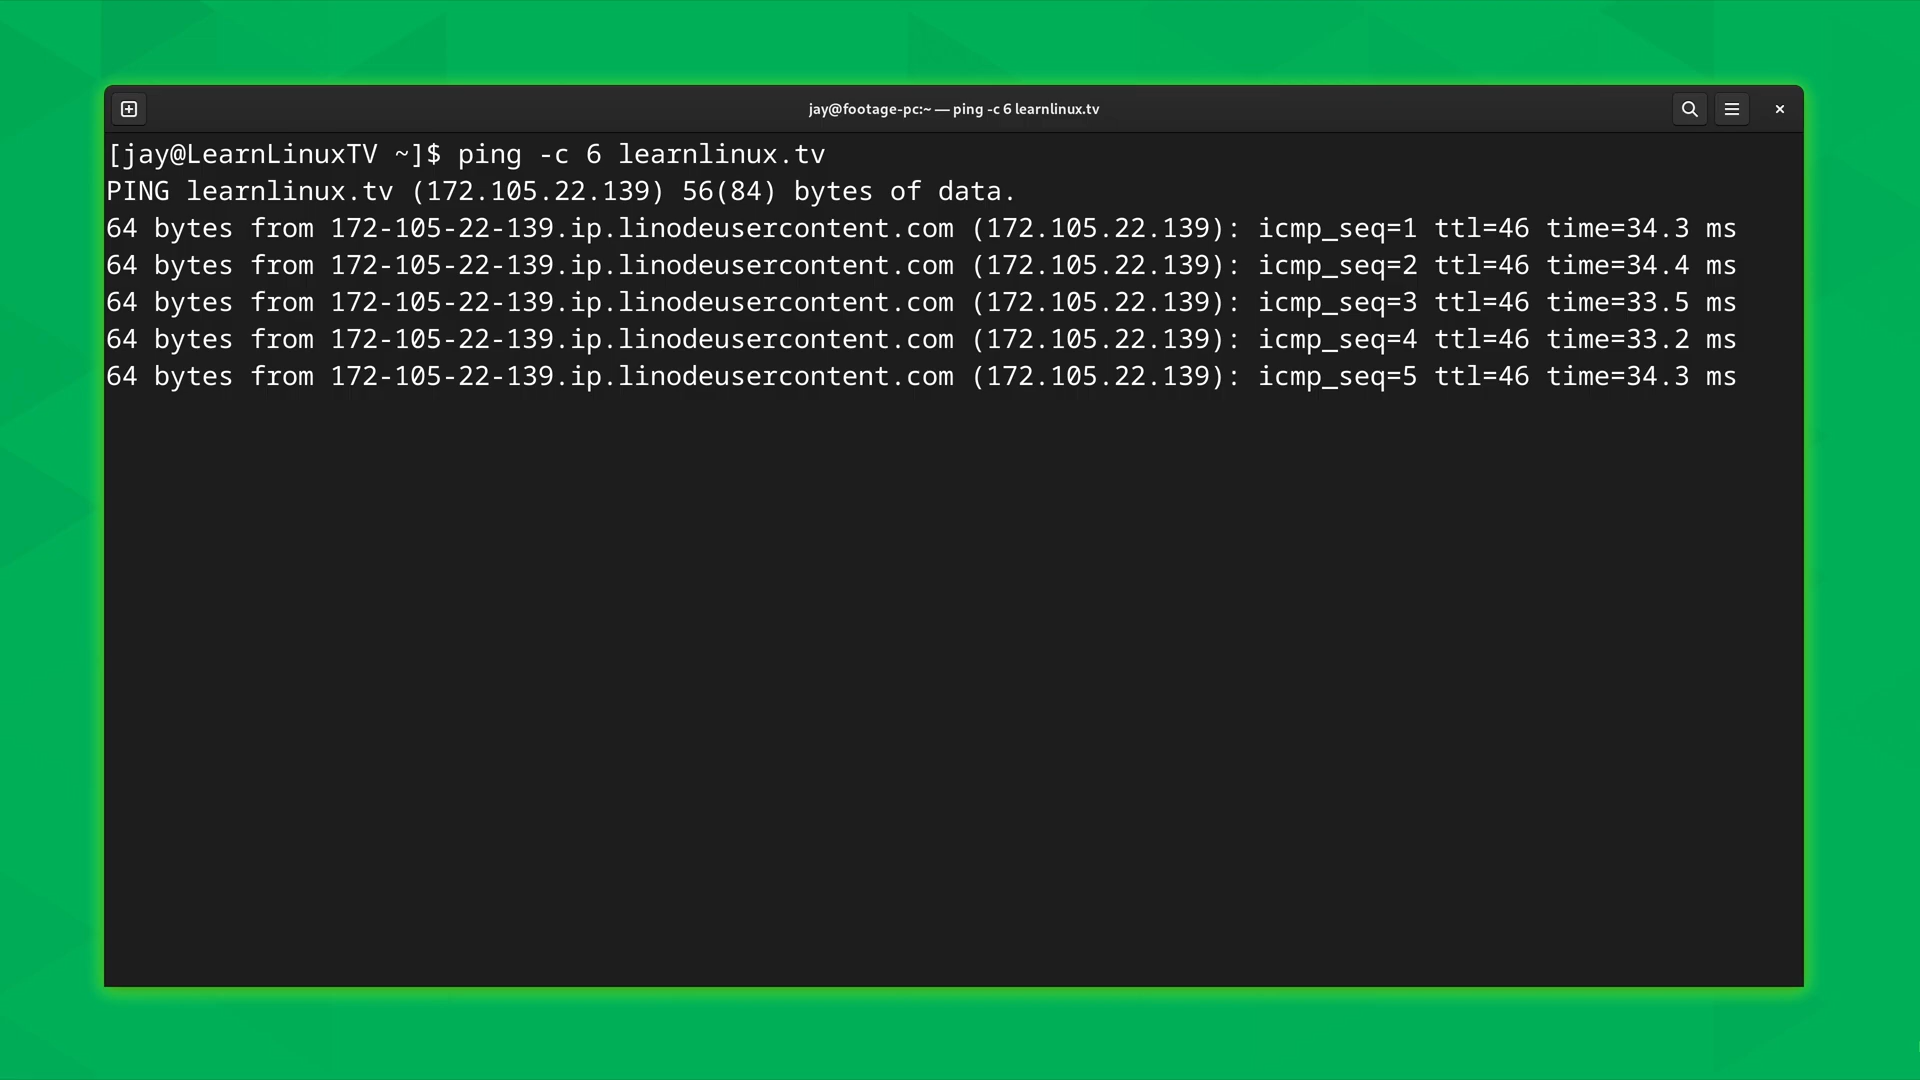 jay@footage-pc:~ — ping -c 6 learnlinux.tv
[jay@LearnLinuxTV ~]$ ping -c 6 learnlinux.tv
PING learnlinux.tv (172.105.22.139) 56(84) bytes of data.
64 bytes from 172-105-22-139.ip.linodeusercontent.com (172.105.22.139): icmp_seq=1 ttl=46 time=34.3 ms
64 bytes from 172-105-22-139.ip.linodeusercontent.com (172.105.22.139): icmp_seq=2 ttl=46 time=34.4 ms
64 bytes from 172-105-22-139.ip.linodeusercontent.com (172.105.22.139): icmp_seq=3 ttl=46 time=33.5 ms
64 bytes from 172-105-22-139.ip.linodeusercontent.com (172.105.22.139): icmp_seq=4 ttl=46 time=33.2 ms
64 bytes from 172-105-22-139.ip.linodeusercontent.com (172.105.22.139): icmp_seq=5 ttl=46 time=34.3 ms